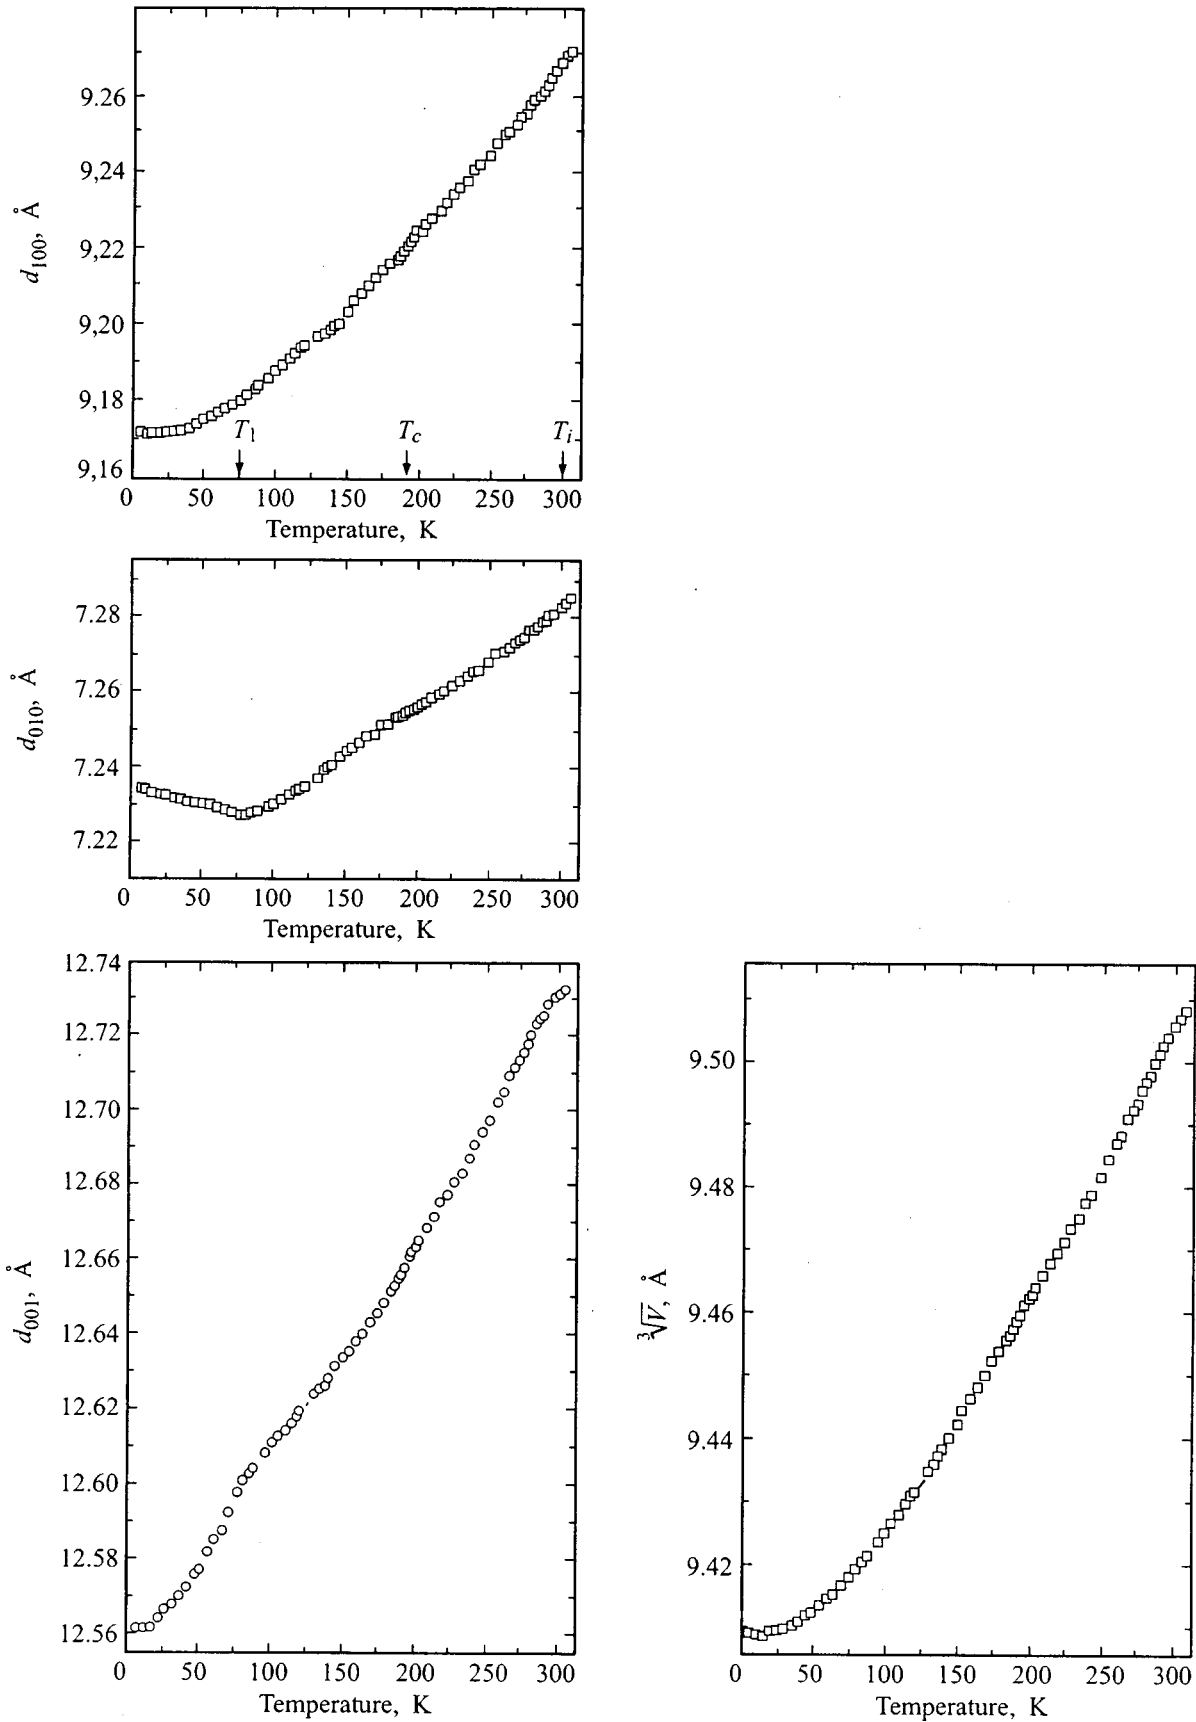 9.26
9,24
9,22
9,20
9,18
9,16
d100, Å
T1 Tc Ti
0 50 100 150 200 250 300
Temperature, K
7.28
7.26
7.24
7.22
d010, Å
0 50 100 150 200 250 300
Temperature, K
12.74
12.72
12.70
12.68
12.66
12.64
12.62
12.60
12.58
12.56
d001, Å
0 50 100 150 200 250 300
Temperature, K
9.50
9.48
9.46
9.44
9.42
3√V, Å
0 50 100 150 200 250 300
Temperature, K